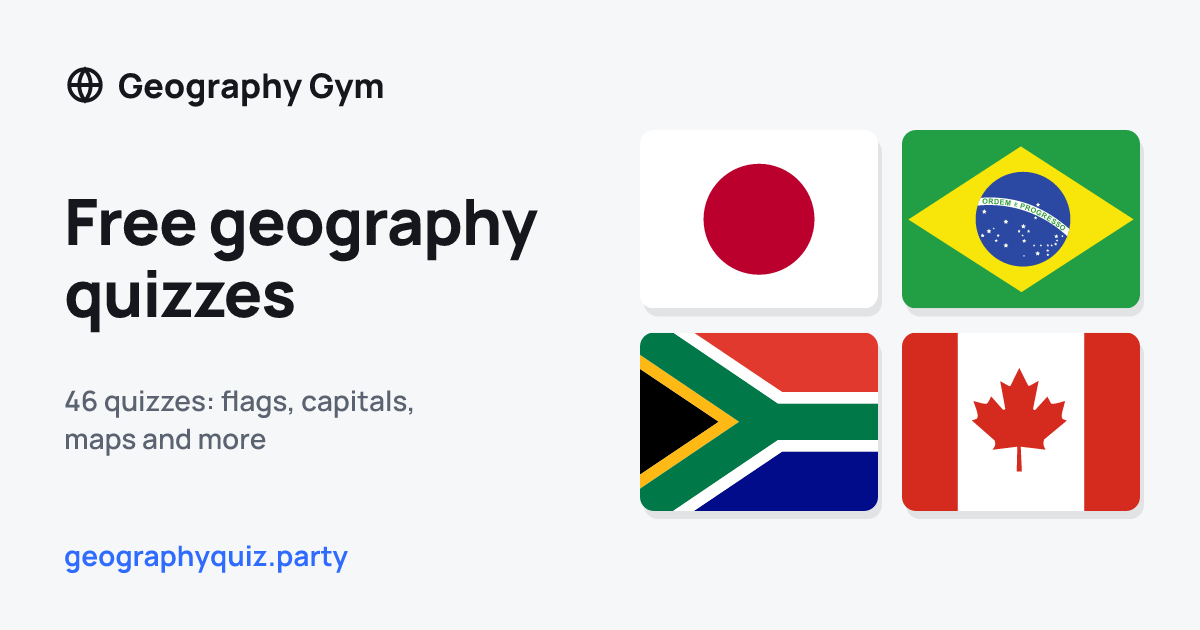 Geography Gym
Free geography
quizzes
46 quizzes: flags, capitals,
maps and more
geographyquiz.party
ORDEM E PROGRESSO